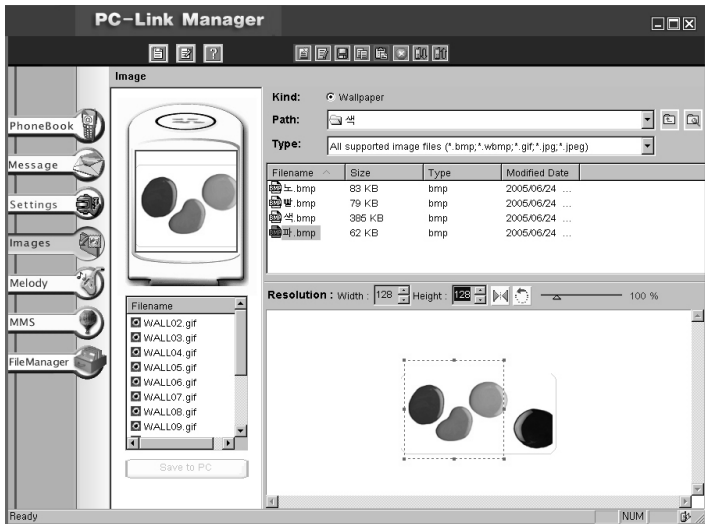 PC-Link Manager
Image
PhoneBook
Message
Settings
Images
Melody
MMS
FileManager
Kind: Wallpaper
Path: 색
Type: All supported image files (*.bmp;*.wbmp;*.gif;*.jpg;*.jpeg)
Filename Size Type Modified Date
노.bmp 83 KB bmp 2005/06/24 ...
빨.bmp 79 KB bmp 2005/06/24 ...
색.bmp 385 KB bmp 2005/06/24 ...
파.bmp 62 KB bmp 2005/06/24 ...
Resolution : Width : 128 Height : 128 100 %
Filename
WALL02.gif
WALL03.gif
WALL04.gif
WALL05.gif
WALL06.gif
WALL07.gif
WALL08.gif
WALL09.gif
Save to PC
Ready NUM